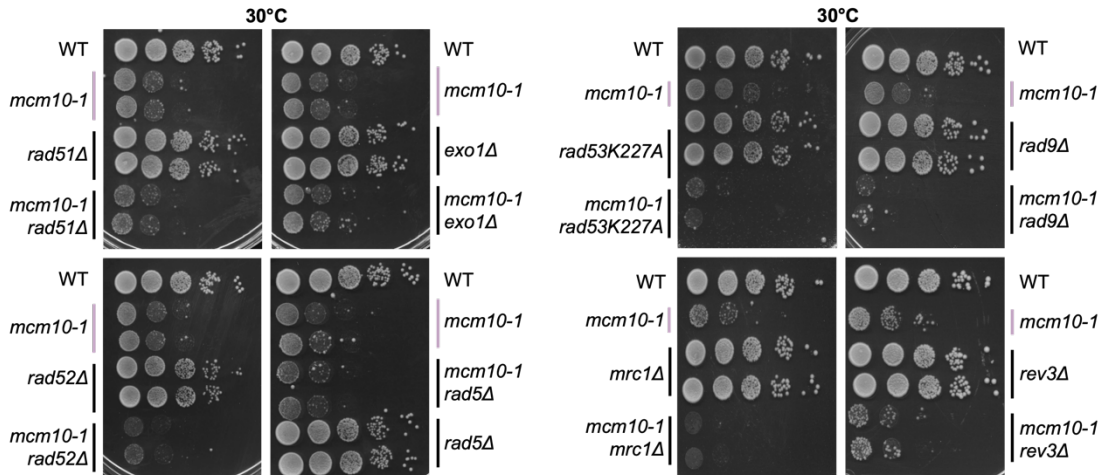 30°C
WT
mcm10-1
rad51Δ
mcm10-1
rad51Δ
WT
mcm10-1
exo1Δ
mcm10-1
exo1Δ
WT
mcm10-1
rad52Δ
mcm10-1
rad52Δ
WT
mcm10-1
mcm10-1
rad5Δ
rad5Δ
30°C
WT
mcm10-1
rad53K227A
mcm10-1
rad53K227A
WT
mcm10-1
rad9Δ
mcm10-1
rad9Δ
WT
mcm10-1
mrc1Δ
mcm10-1
mrc1Δ
WT
mcm10-1
rev3Δ
mcm10-1
rev3Δ